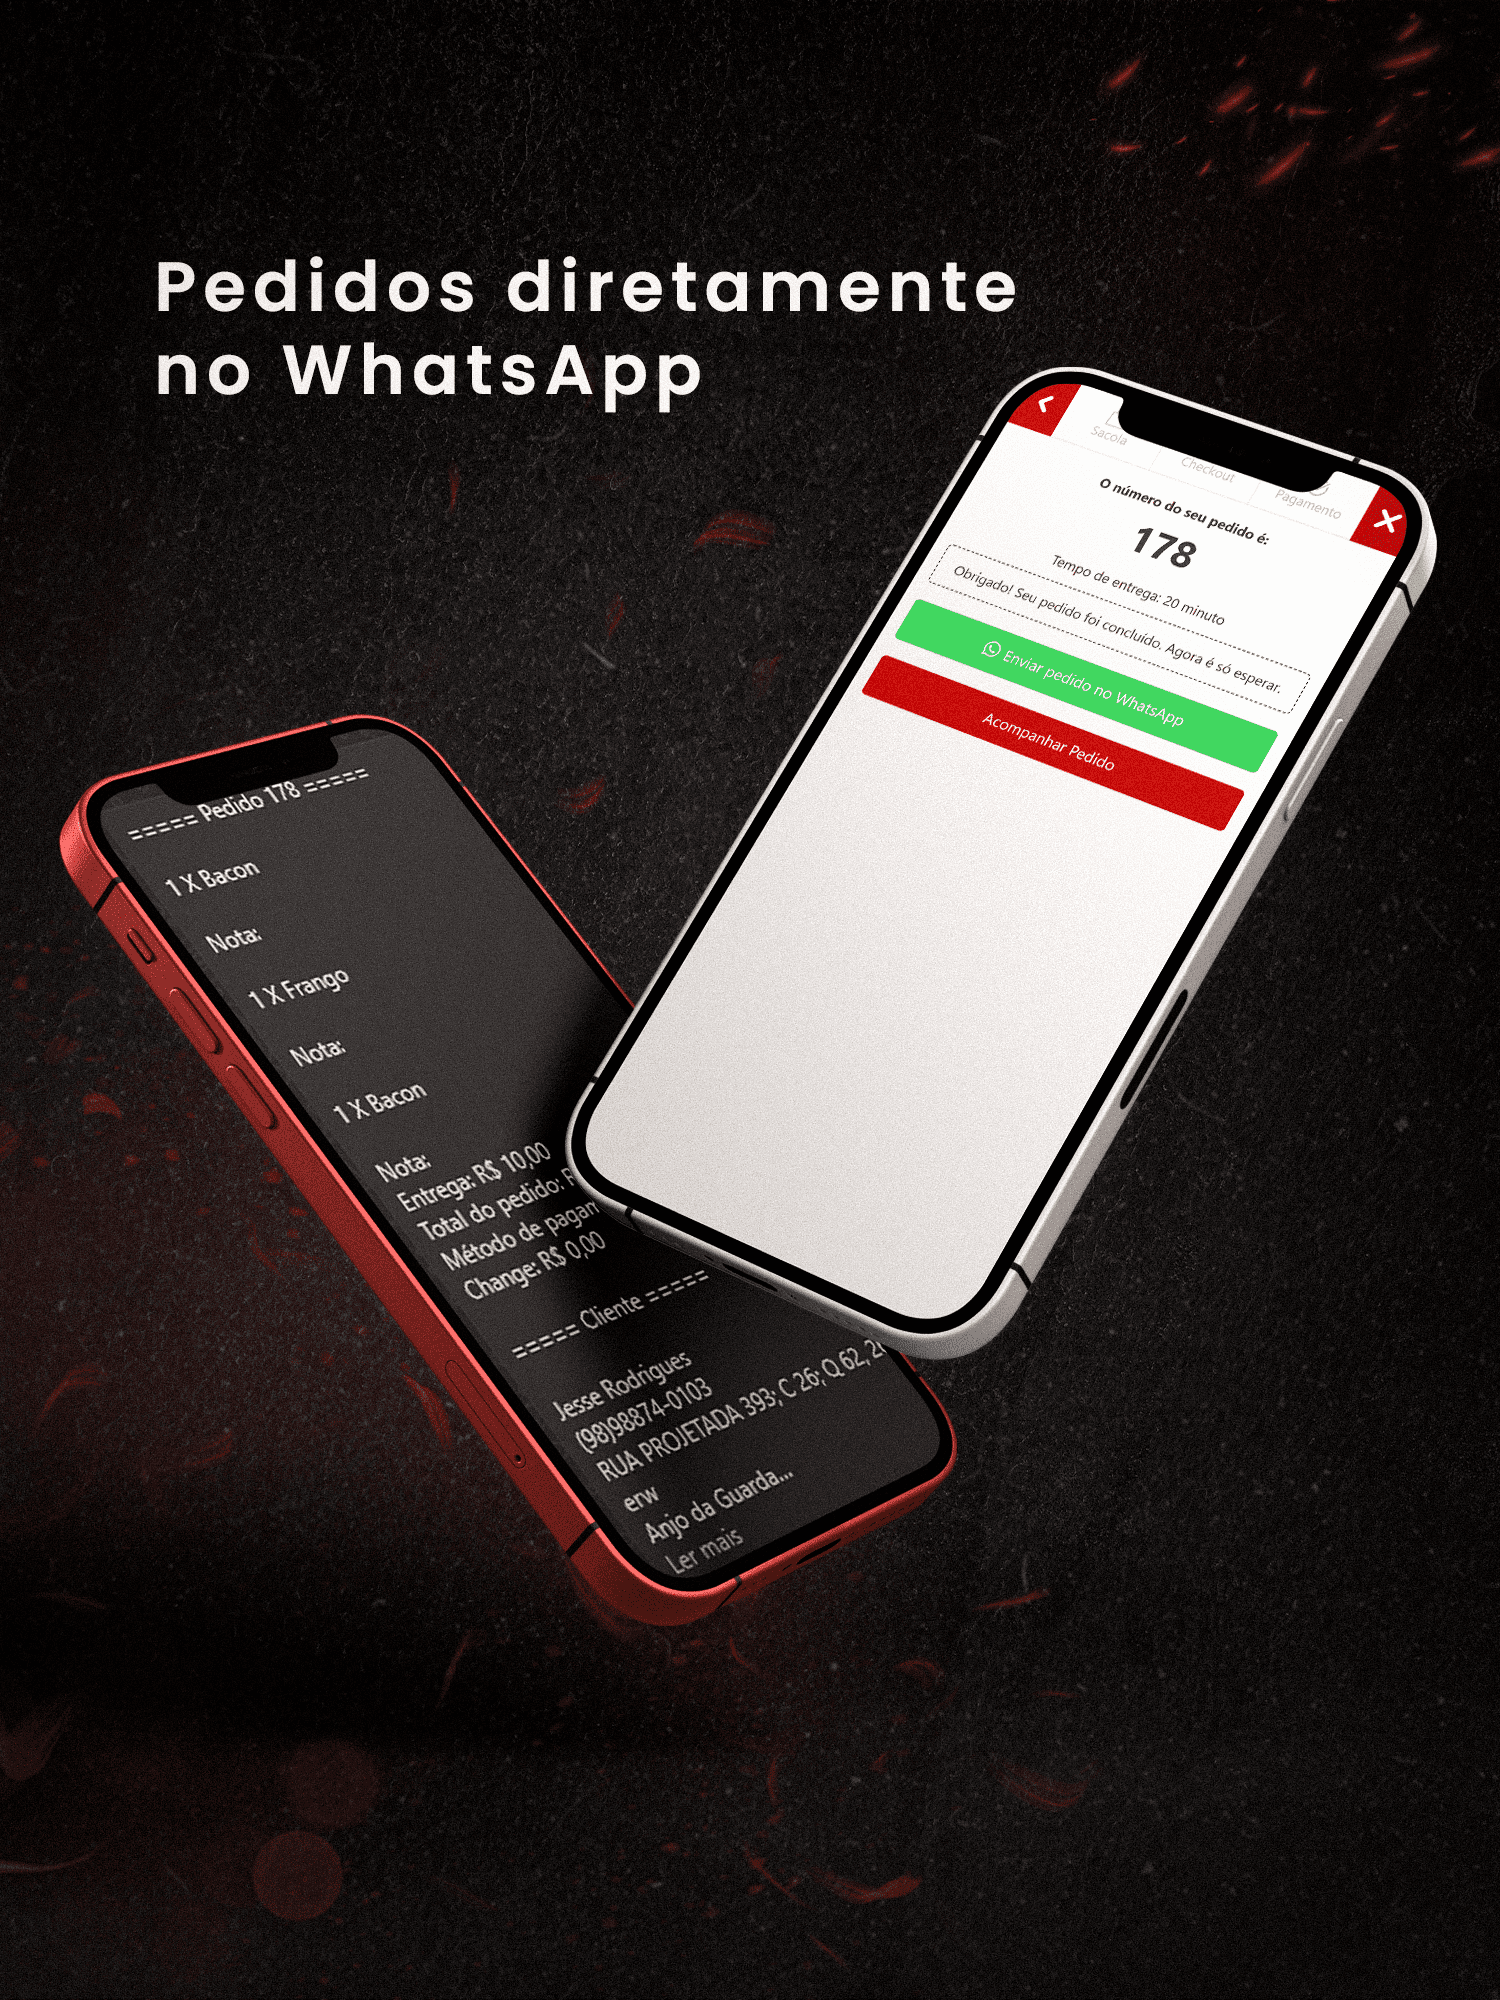 Pedidos diretamente
no WhatsApp
Sacola
Checkout
Pagamento
O número do seu pedido é:
178
Tempo de entrega: 20 minuto
Obrigado! Seu pedido foi concluído. Agora é só esperar.
Enviar pedido no WhatsApp
Acompanhar Pedido
===== Pedido 178 =====
1 X Bacon
Nota:
1 X Frango
Nota:
1 X Bacon
Nota:
Entrega: R$ 10,00
Total do pedido:
Método de
Change: R$ 0,00
===== Cliente =====
Jesse Rodrigues
(98)98874-0103
RUA PROJETADA 393; C 26; Q 62,
erw
Anjo da Guarda...
Ler mais